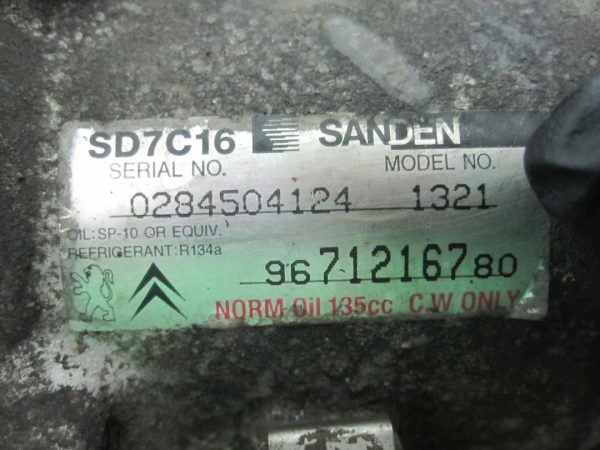 SD7C16 SANDEN
SERIAL NO. MODEL NO.
0284504124 1321
OIL:SP-10 OR EQUIV.
REFRIGERANT:R134a
9671216780
NORM Oil 135cc C.W ONLY